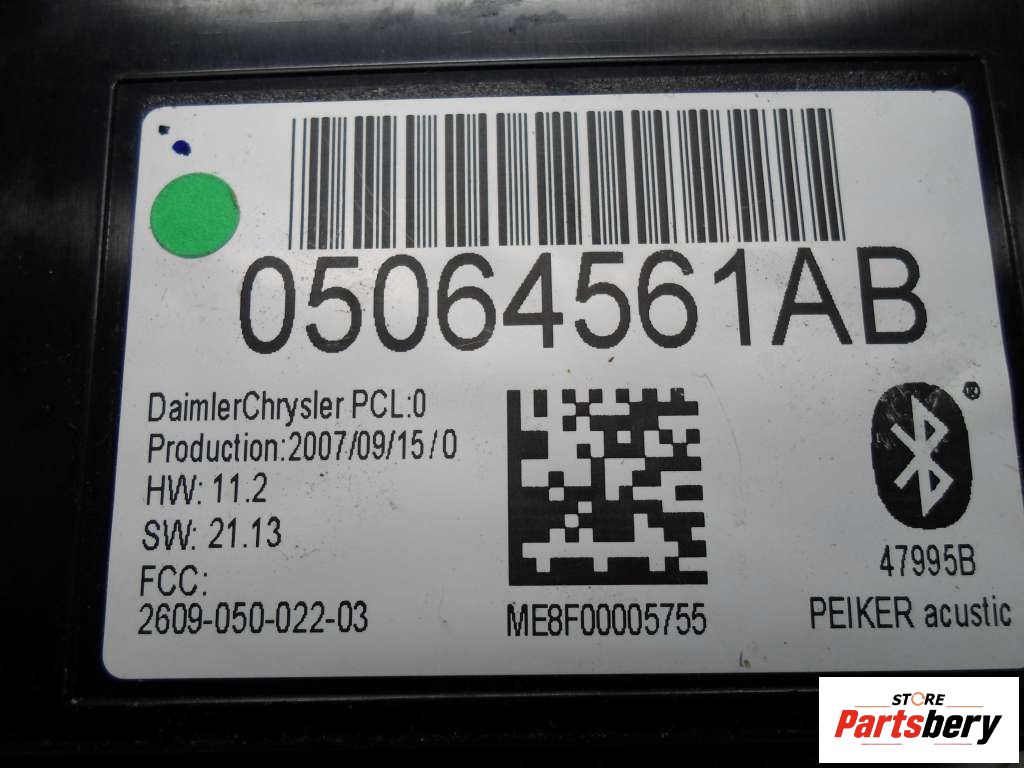 05064561AB
DaimlerChrysler PCL:0
Production:2007/09/15/0
HW: 11.2
SW: 21.13
FCC:
2609-050-022-03
ME8F00005755
®
47995B
PEIKER acustic
STORE
Partsbery